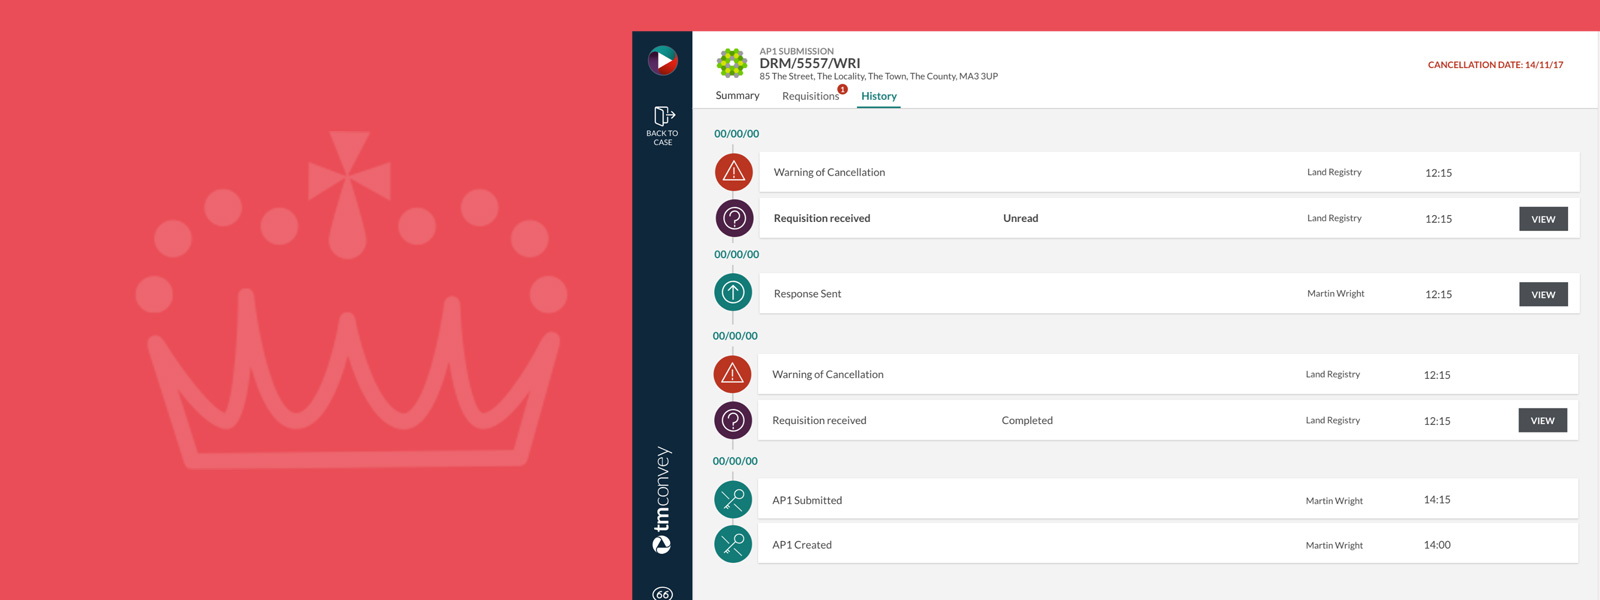 AP1 SUBMISSION
DRM/5557/WRI
85 The Street, The Locality, The Town, The County, MA3 3UP
CANCELLATION DATE: 14/11/17
Summary Requisitions 1 History
BACK TO
CASE
00/00/00
Warning of Cancellation Land Registry 12:15
Requisition received Unread Land Registry 12:15 VIEW
00/00/00
Response Sent Martin Wright 12:15 VIEW
00/00/00
Warning of Cancellation Land Registry 12:15
Requisition received Completed Land Registry 12:15 VIEW
00/00/00
AP1 Submitted Martin Wright 14:15
AP1 Created Martin Wright 14:00
tmconvey
66